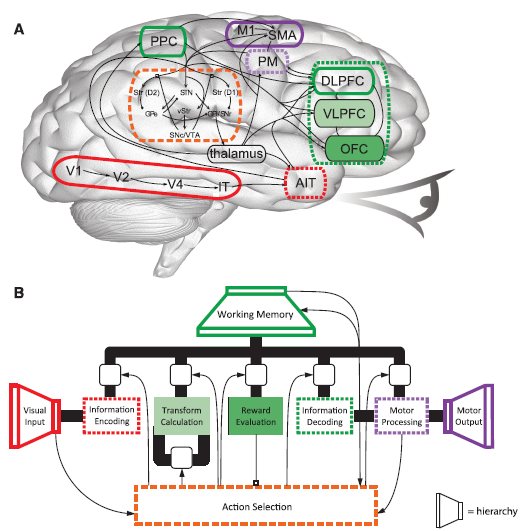 A
PPC
M1
SMA
PM
DLPFC
VLPFC
OFC
Str (D2)
STN
Str (D1)
GPe
vStr
GPi/SNr
SNc/VTA
thalamus
V1
V2
V4
IT
AIT
B
Working Memory
Visual
Input
Information
Encoding
Transform
Calculation
Reward
Evaluation
Information
Decoding
Motor
Processing
Motor
Output
Action Selection
= hierarchy